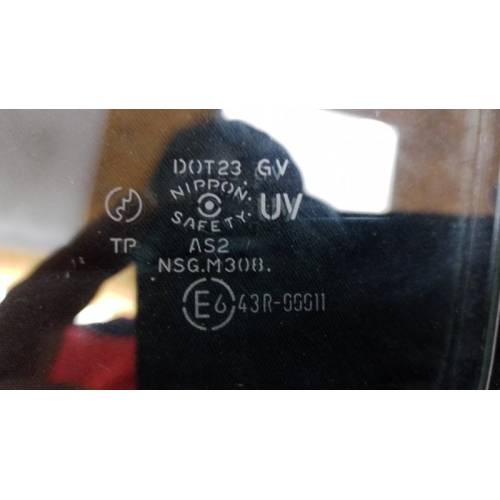 DOT23 GV
NIPPON.
SAFETY.
UV
TP AS2
NSG.M308.
E6 43R-00011